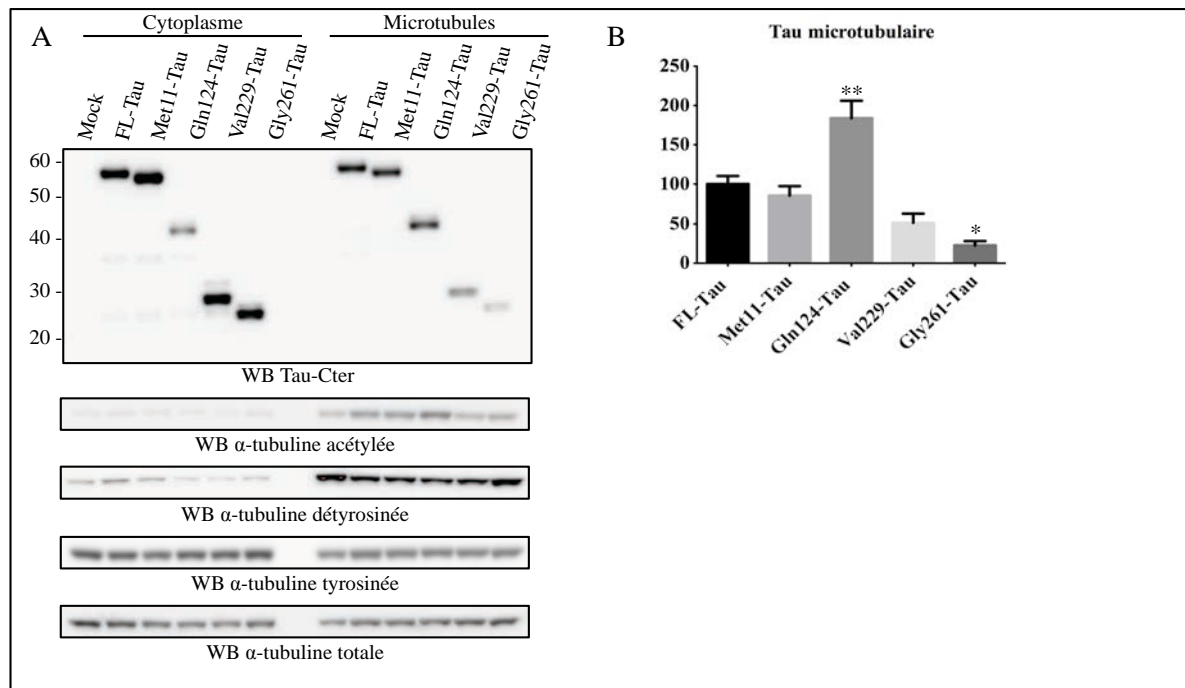 A
Cytoplasme Microtubules
Mock FL-Tau Met11-Tau Gln124-Tau Val229-Tau Gly261-Tau Mock FL-Tau Met11-Tau Gln124-Tau Val229-Tau Gly261-Tau
60 -
50 -
40 -
30 -
20 -
WB Tau-Cter
WB α-tubuline acétylée
WB α-tubuline détyrosinée
WB α-tubuline tyrosinée
WB α-tubuline totale
B
Tau microtubulaire
250
200
150
100
50
0
**
*
FL-Tau Met11-Tau Gln124-Tau Val229-Tau Gly261-Tau